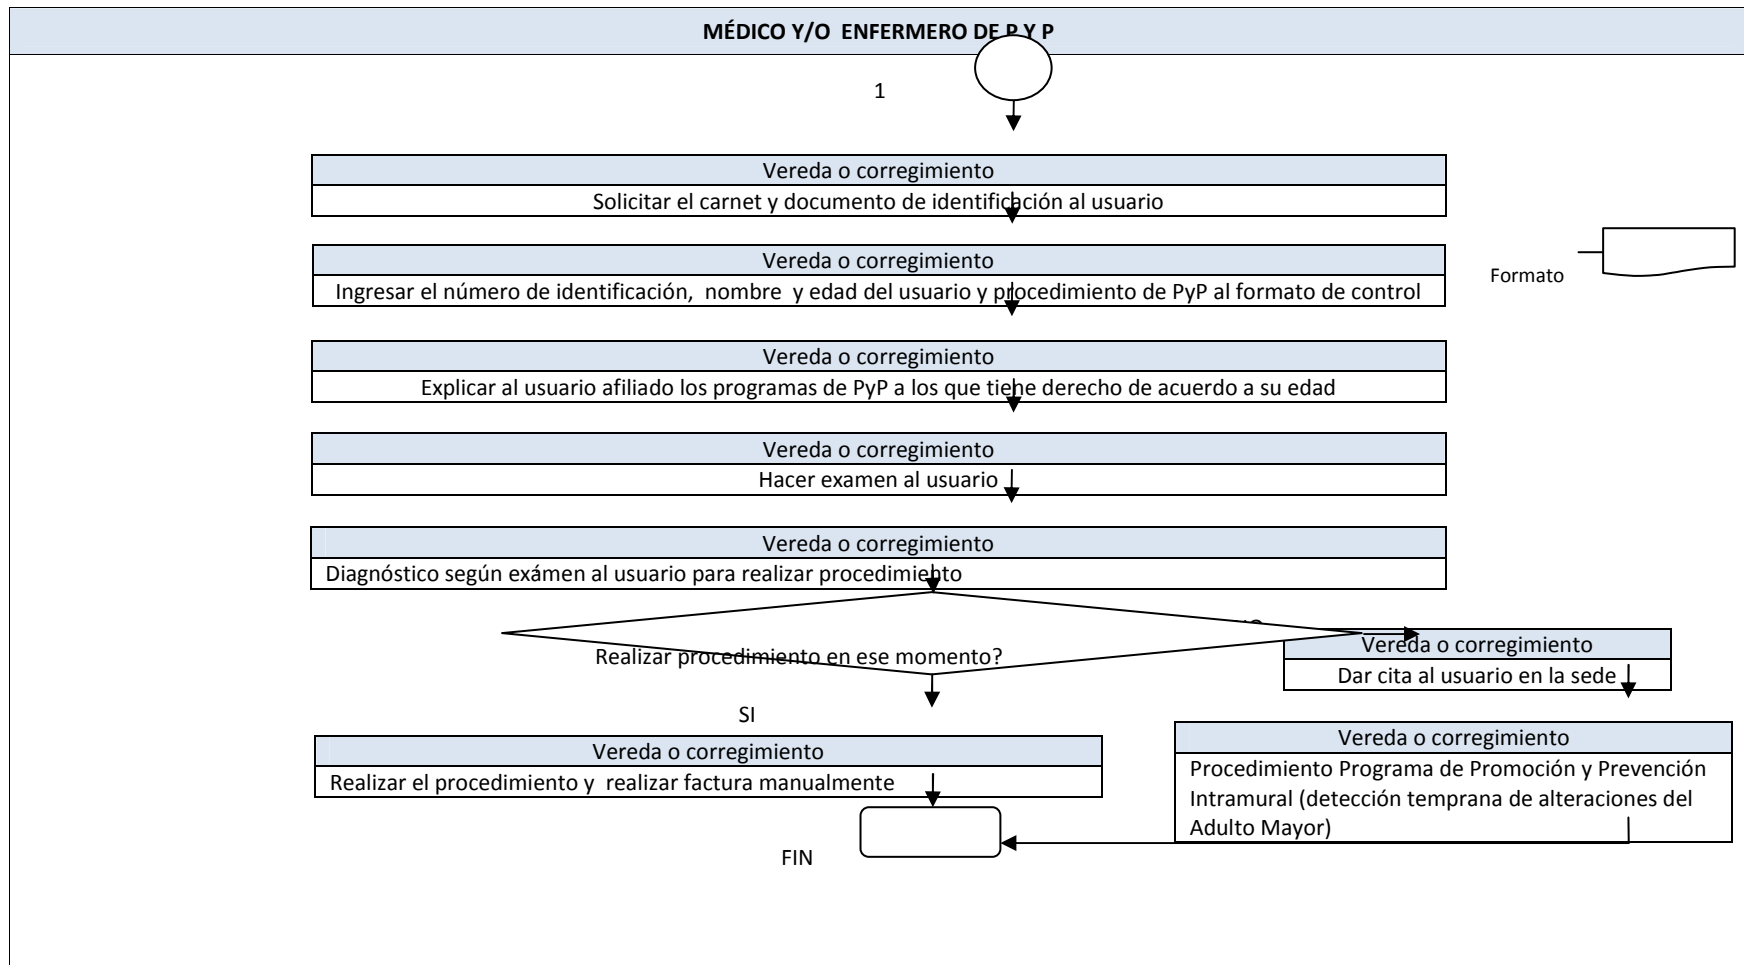 MÉDICO Y/O ENFERMERO DE P Y P
1
Vereda o corregimiento
Solicitar el carnet y documento de identificación al usuario
Vereda o corregimiento
Ingresar el número de identificación, nombre y edad del usuario y procedimiento de PyP al formato de control
Formato
Vereda o corregimiento
Explicar al usuario afiliado los programas de PyP a los que tiene derecho de acuerdo a su edad
Vereda o corregimiento
Hacer examen al usuario
Vereda o corregimiento
Diagnóstico según exámen al usuario para realizar procedimiento
Realizar procedimiento en ese momento?
Vereda o corregimiento
Dar cita al usuario en la sede
SI
Vereda o corregimiento
Realizar el procedimiento y realizar factura manualmente
Vereda o corregimiento
Procedimiento Programa de Promoción y Prevención
Intramural (detección temprana de alteraciones del
Adulto Mayor)
FIN